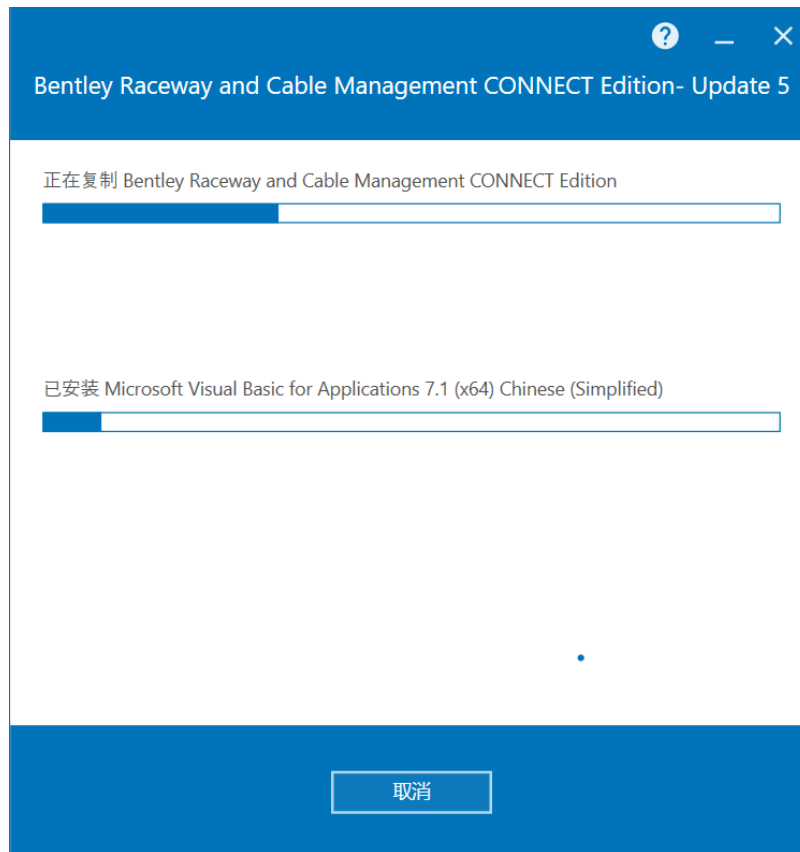 Bentley Raceway and Cable Management CONNECT Edition- Update 5
正在复制 Bentley Raceway and Cable Management CONNECT Edition
已安装 Microsoft Visual Basic for Applications 7.1 (x64) Chinese (Simplified)
取消